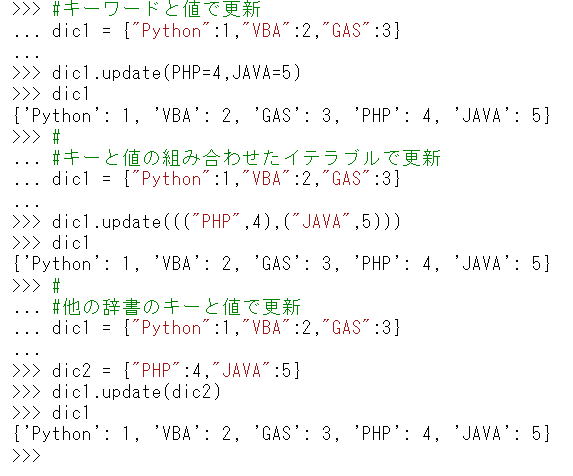 >>> #キーワードと値で更新
... dic1 = {"Python":1,"VBA":2,"GAS":3}
...
>>> dic1.update(PHP=4,JAVA=5)
>>> dic1
{'Python': 1, 'VBA': 2, 'GAS': 3, 'PHP': 4, 'JAVA': 5}
>>> #
... #キーと値の組み合わせたイテラブルで更新
... dic1 = {"Python":1,"VBA":2,"GAS":3}
...
>>> dic1.update((("PHP",4),("JAVA",5)))
>>> dic1
{'Python': 1, 'VBA': 2, 'GAS': 3, 'PHP': 4, 'JAVA': 5}
>>> #
... #他の辞書のキーと値で更新
... dic1 = {"Python":1,"VBA":2,"GAS":3}
...
>>> dic2 = {"PHP":4,"JAVA":5}
>>> dic1.update(dic2)
>>> dic1
{'Python': 1, 'VBA': 2, 'GAS': 3, 'PHP': 4, 'JAVA': 5}
>>>